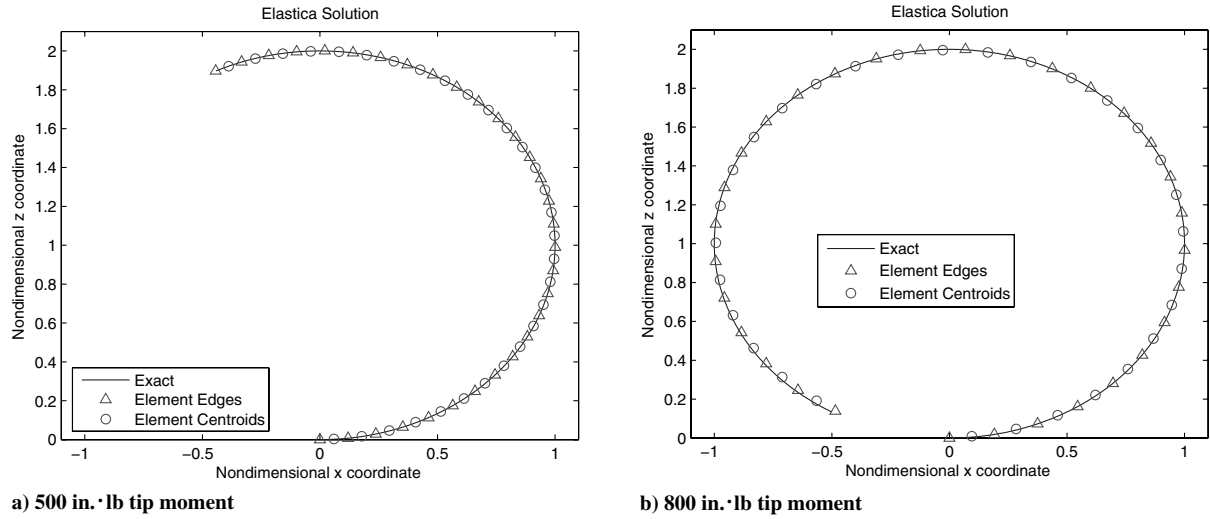 Elastica Solution
2
1.8
1.6
1.4
1.2
1
0.8
0.6
0.4
0.2
0
Nondimensional z coordinate
Exact
Element Edges
Element Centroids
−1 −0.5 0 0.5 1
Nondimensional x coordinate
a) 500 in.·lb tip moment
Elastica Solution
2
1.8
1.6
1.4
1.2
1
0.8
0.6
0.4
0.2
0
Nondimensional z coordinate
Exact
Element Edges
Element Centroids
−1 −0.5 0 0.5 1
Nondimensional x coordinate
b) 800 in.·lb tip moment